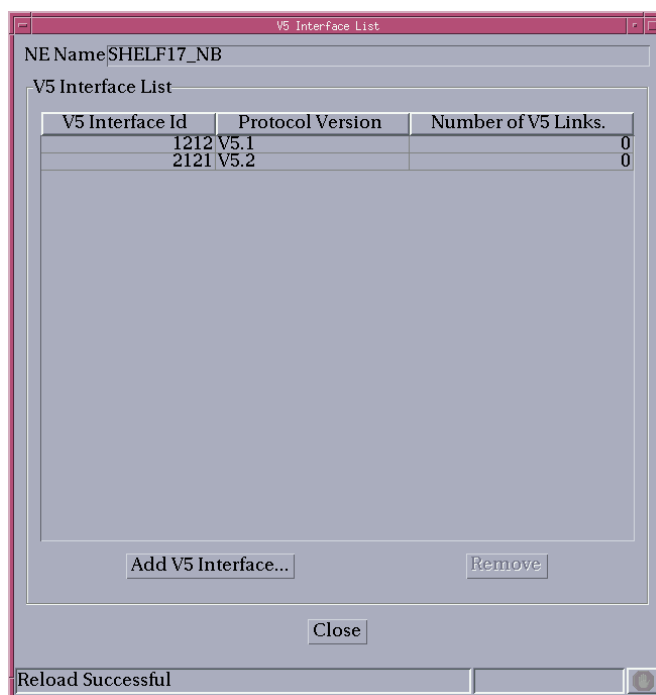 V5 Interface List
NE Name SHELF17_NB
V5 Interface List
V5 Interface Id Protocol Version Number of V5 Links.
1212 V5.1 0
2121 V5.2 0
Add V5 Interface... Remove
Close
Reload Successful